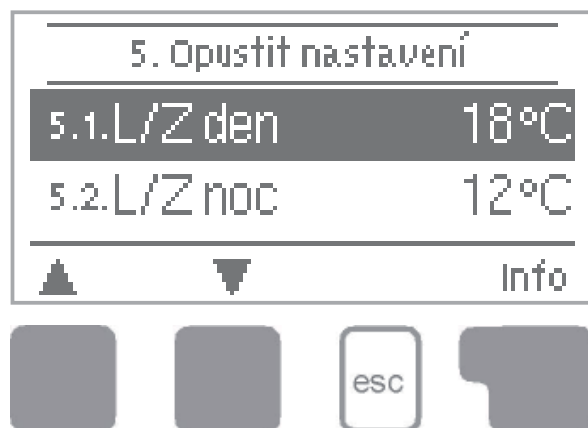 5. Opustit nastavení
5.1.L/Z den 18°C
5.2.L/Z noc 12°C
▲ ▼ Info
esc